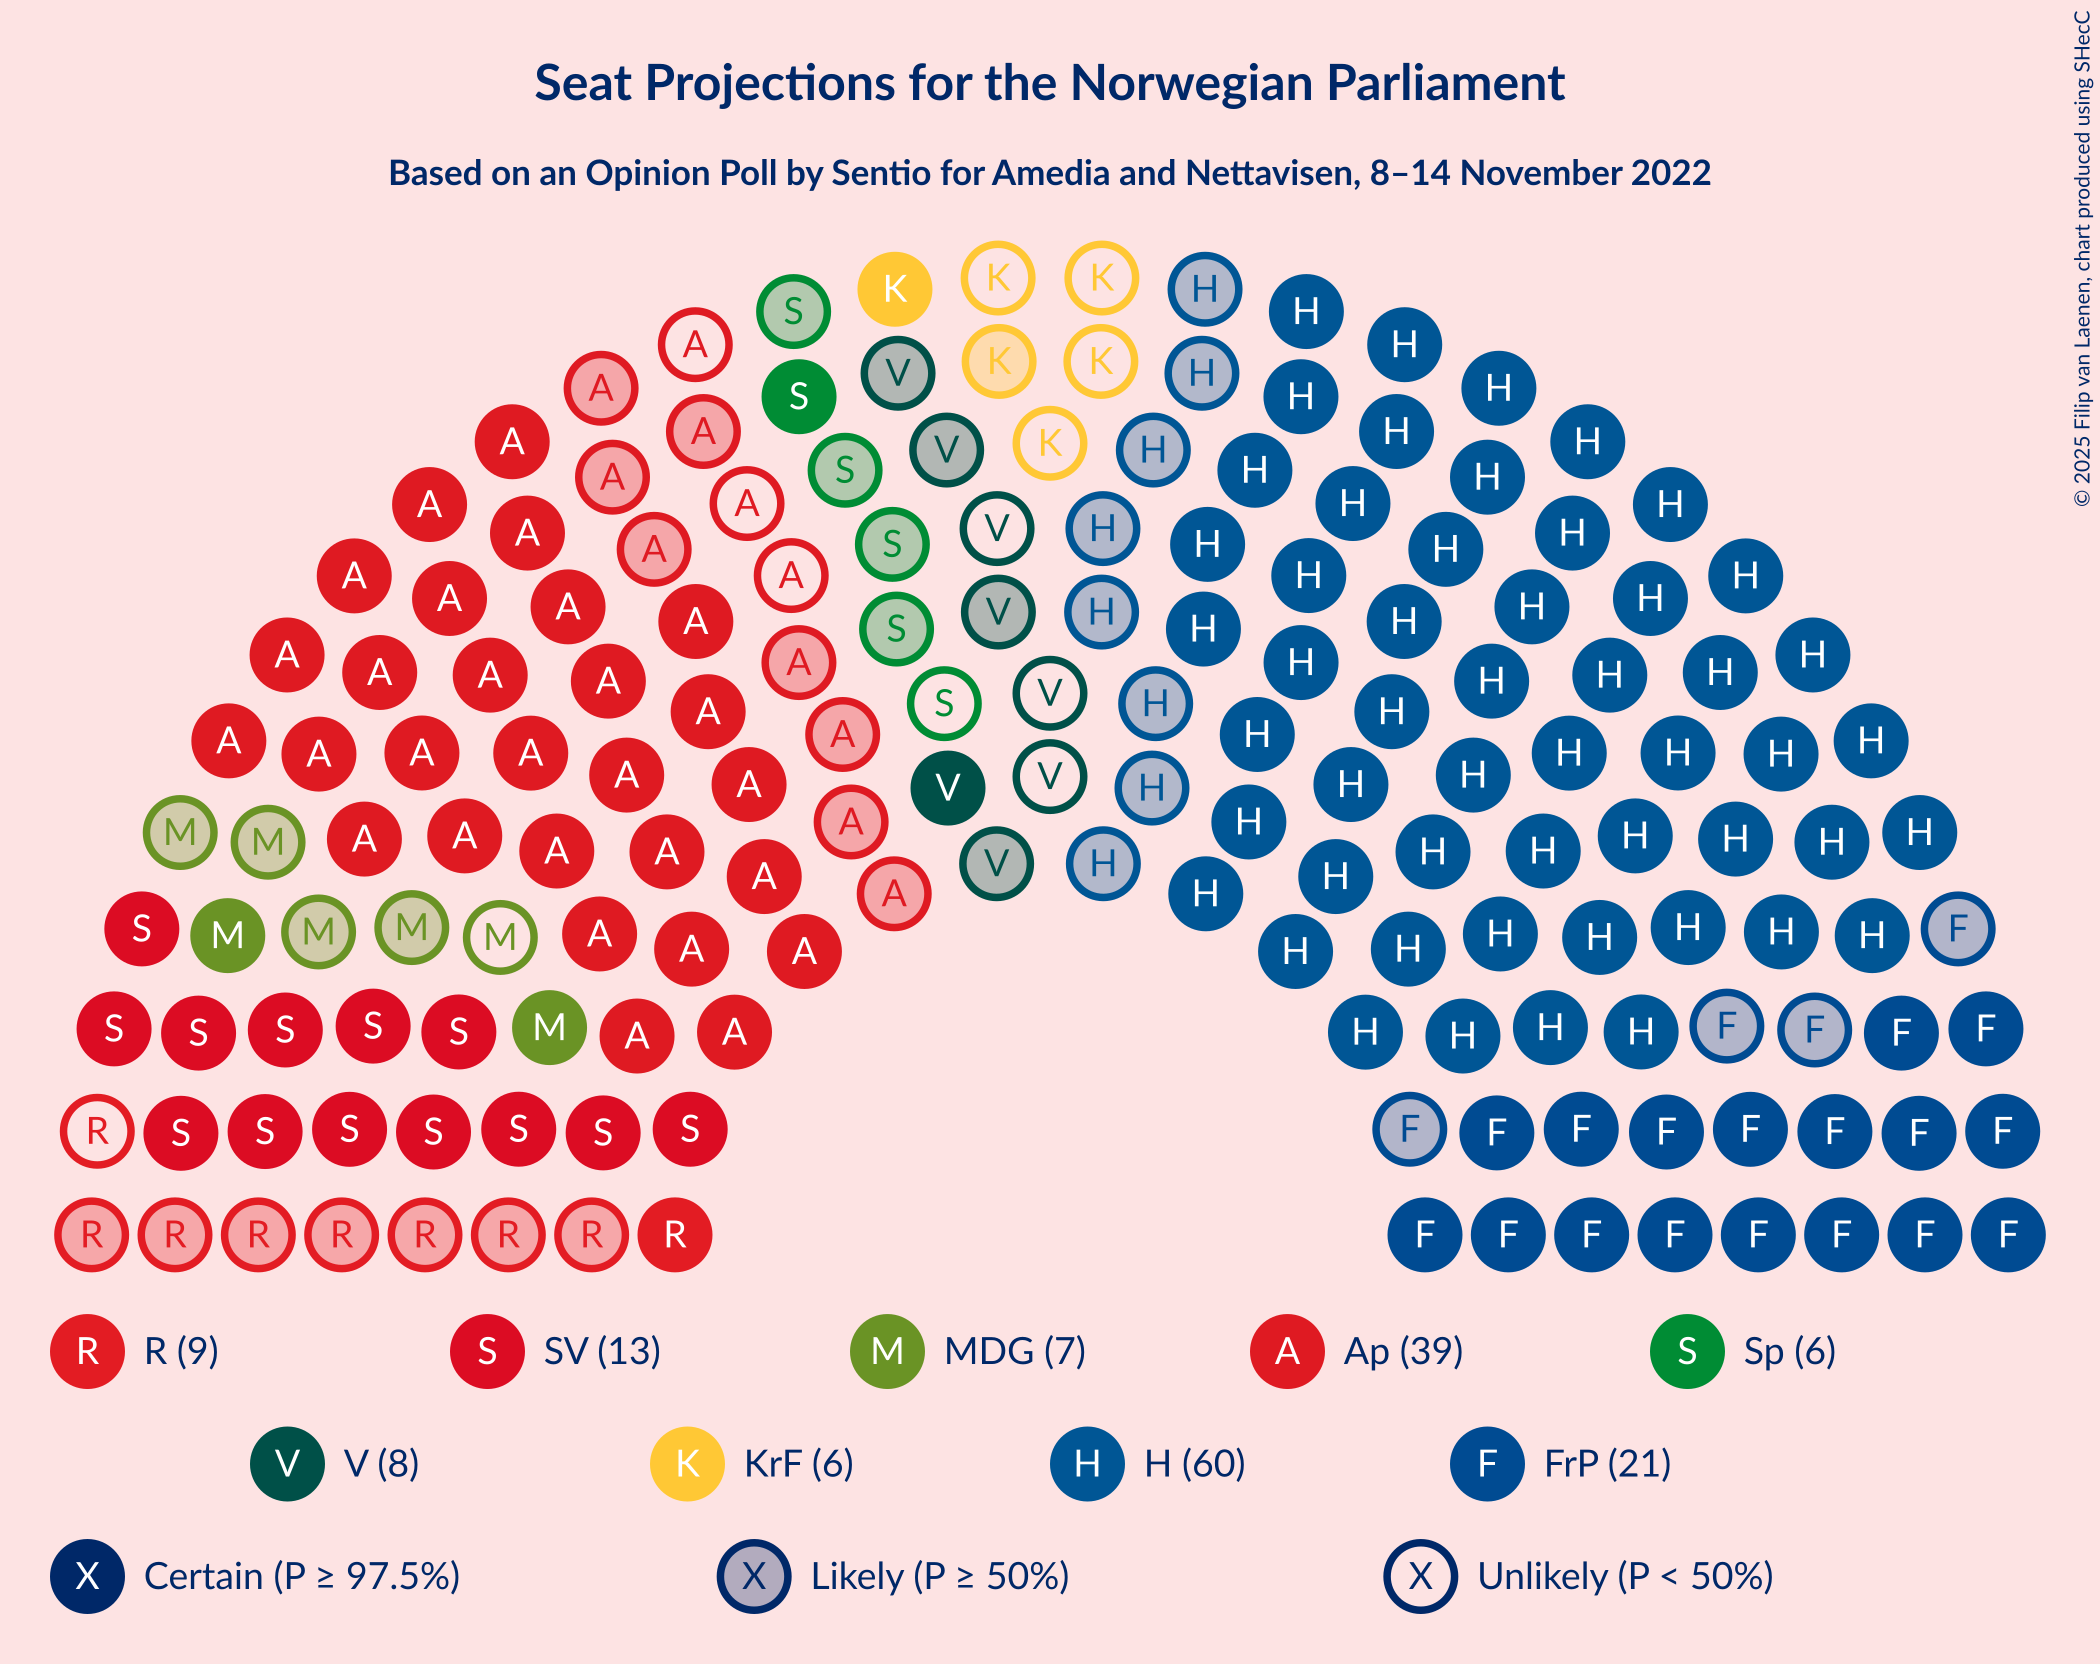 Seat Projections for the Norwegian Parliament
Based on an Opinion Poll by Sentio for Amedia and Nettavisen, 8–14 November 2022
© 2025 Filip van Laenen, chart produced using SHecC
K K K H
S H
A H
A V K K H H
S H
A H
A A V K H H
A H
S H
A A H
A A V H H
A S H
A H
A A H
A A V H H
A S H
A H
A A H
A A S V H H
A A A H H H
A A A V V H H H H
M M A A A A A A V H H H H H H H H
S M M M M A A A A H H H H H H H F
S S S S S M A A H H H H F F F F
R S S S S S S S F F F F F F F F
R R R R R R R R F F F F F F F F
R R (9) S SV (13) M MDG (7) A Ap (39) S Sp (6)
V V (8) K KrF (6) H H (60) F FrP (21)
X Certain (P ≥ 97.5%) X Likely (P ≥ 50%) X Unlikely (P < 50%)